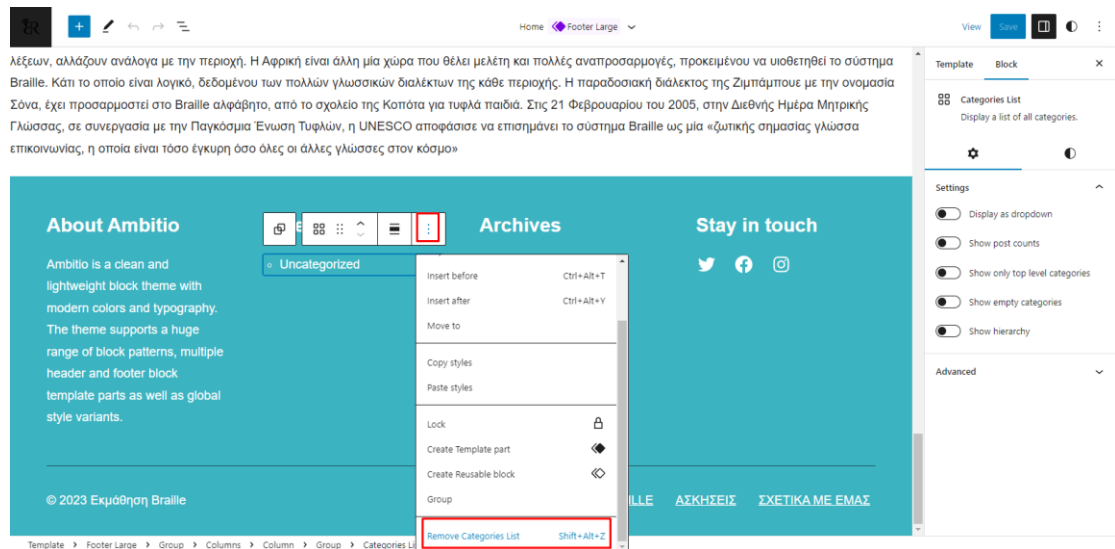 Home Footer Large
View Save
λέξεων, αλλάζουν ανάλογα με την περιοχή. Η Αφρική είναι άλλη μία χώρα που θέλει μελέτη και πολλές αναπροσαρμογές, προκειμένου να υιοθετηθεί το σύστημα
Braille. Κάτι το οποίο είναι λογικό, δεδομένου των πολλών γλωσσικών διαλέκτων της κάθε περιοχής. Η παραδοσιακή διάλεκτος της Ζιμπάμπουε με την ονομασία
Σόνα, έχει προσαρμοστεί στο Braille αλφάβητο, από το σχολείο της Κοπότα για τυφλά παιδιά. Στις 21 Φεβρουαρίου του 2005, στην Διεθνής Ημέρα Μητρικής
Γλώσσας, σε συνεργασία με την Παγκόσμια Ένωση Τυφλών, η UNESCO αποφάσισε να επισημάνει το σύστημα Braille ως μία «ζωτικής σημασίας γλώσσα
επικοινωνίας, η οποία είναι τόσο έγκυρη όσο όλες οι άλλες γλώσσες στον κόσμο»
About Ambitio
Ambitio is a clean and
lightweight block theme with
modern colors and typography.
The theme supports a huge
range of block patterns, multiple
header and footer block
template parts as well as global
style variants.
Uncategorized
Archives
Stay in touch
Insert before Ctrl+Alt+T
Insert after Ctrl+Alt+Y
Move to
Copy styles
Paste styles
Lock
Create Template part
Create Reusable block
Group
Remove Categories List Shift+Alt+Z
© 2023 Εκμάθηση Braille
ΑΣΚΗΣΕΙΣ ΣΧΕΤΙΚΑ ΜΕ ΕΜΑΣ
Template > Footer Large > Group > Columns > Column > Group > Categories Li
Template Block
Categories List
Display a list of all categories.
Settings
Display as dropdown
Show post counts
Show only top level categories
Show empty categories
Show hierarchy
Advanced